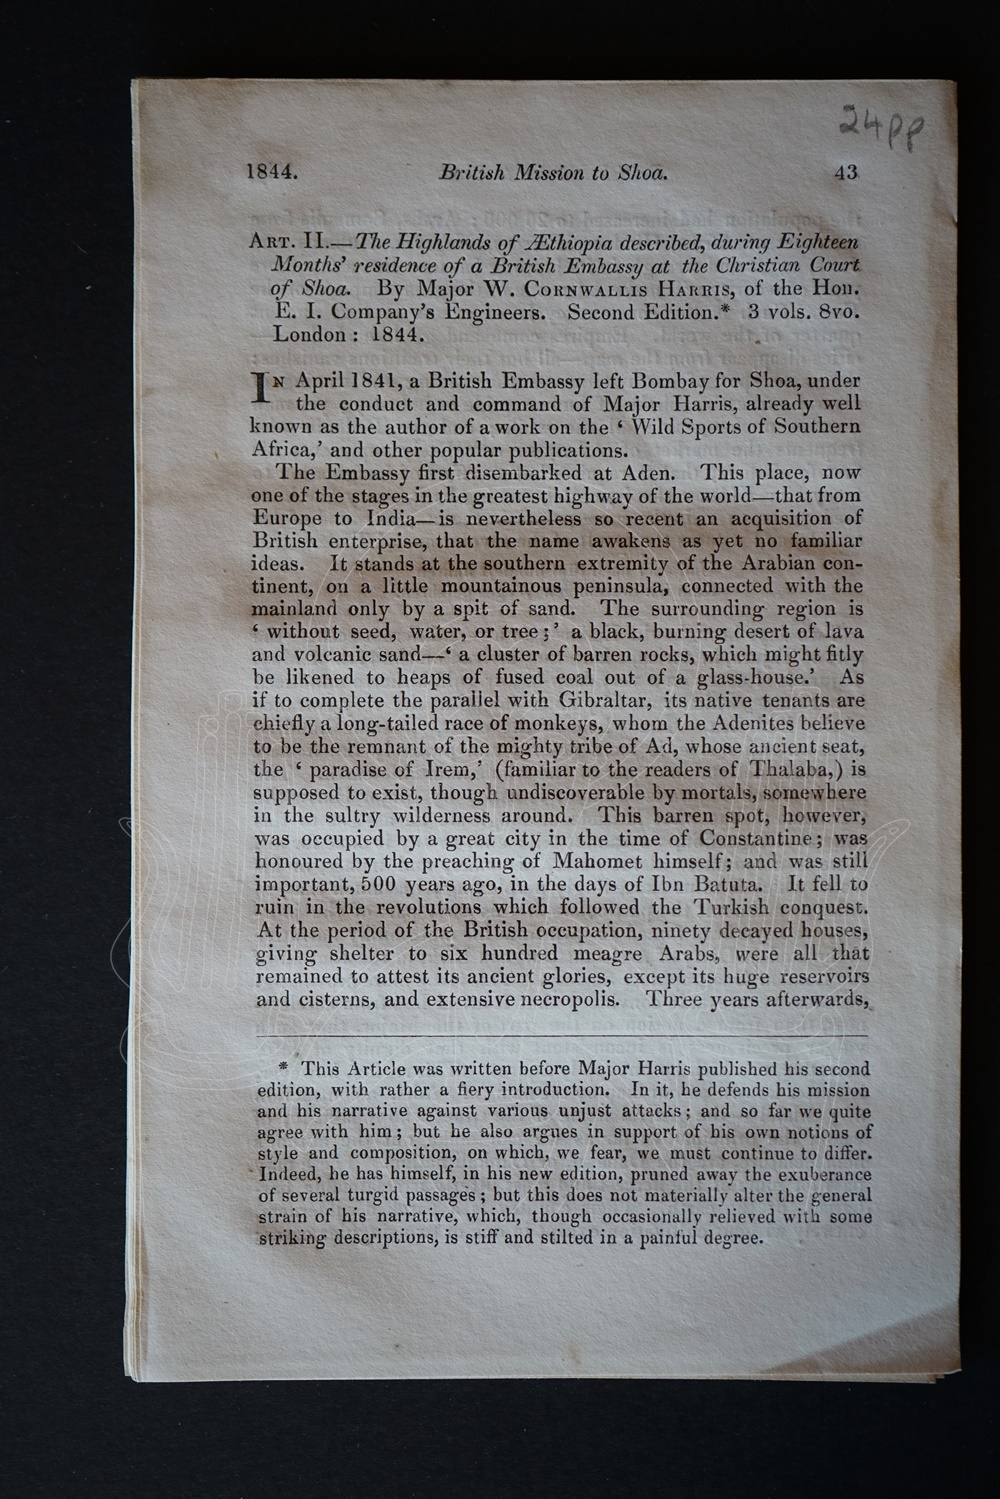 24pp
1844. British Mission to Shoa. 43
ART. II.—The Highlands of Æthiopia described, during Eighteen
Months' residence of a British Embassy at the Christian Court
of Shoa. By Major W. CORNWALLIS HARRIS, of the Hon.
E. I. Company's Engineers. Second Edition.* 3 vols. 8vo.
London: 1844.
IN April 1841, a British Embassy left Bombay for Shoa, under
the conduct and command of Major Harris, already well
known as the author of a work on the ‘ Wild Sports of Southern
Africa,’ and other popular publications.
The Embassy first disembarked at Aden. This place, now
one of the stages in the greatest highway of the world—that from
Europe to India—is nevertheless so recent an acquisition of
British enterprise, that the name awakens as yet no familiar
ideas. It stands at the southern extremity of the Arabian con-
tinent, on a little mountainous peninsula, connected with the
mainland only by a spit of sand. The surrounding region is
‘ without seed, water, or tree;’ a black, burning desert of lava
and volcanic sand—‘ a cluster of barren rocks, which might fitly
be likened to heaps of fused coal out of a glass-house.’ As
if to complete the parallel with Gibraltar, its native tenants are
chiefly a long-tailed race of monkeys, whom the Adenites believe
to be the remnant of the mighty tribe of Ad, whose ancient seat,
the ‘ paradise of Irem,’ (familiar to the readers of Thalaba,) is
supposed to exist, though undiscoverable by mortals, somewhere
in the sultry wilderness around. This barren spot, however,
was occupied by a great city in the time of Constantine; was
honoured by the preaching of Mahomet himself; and was still
important, 500 years ago, in the days of Ibn Batuta. It fell to
ruin in the revolutions which followed the Turkish conquest.
At the period of the British occupation, ninety decayed houses,
giving shelter to six hundred meagre Arabs, were all that
remained to attest its ancient glories, except its huge reservoirs
and cisterns, and extensive necropolis. Three years afterwards,
* This Article was written before Major Harris published his second
edition, with rather a fiery introduction. In it, he defends his mission
and his narrative against various unjust attacks; and so far we quite
agree with him; but he also argues in support of his own notions of
style and composition, on which, we fear, we must continue to differ.
Indeed, he has himself, in his new edition, pruned away the exuberance
of several turgid passages; but this does not materially alter the general
strain of his narrative, which, though occasionally relieved with some
striking descriptions, is stiff and stilted in a painful degree.